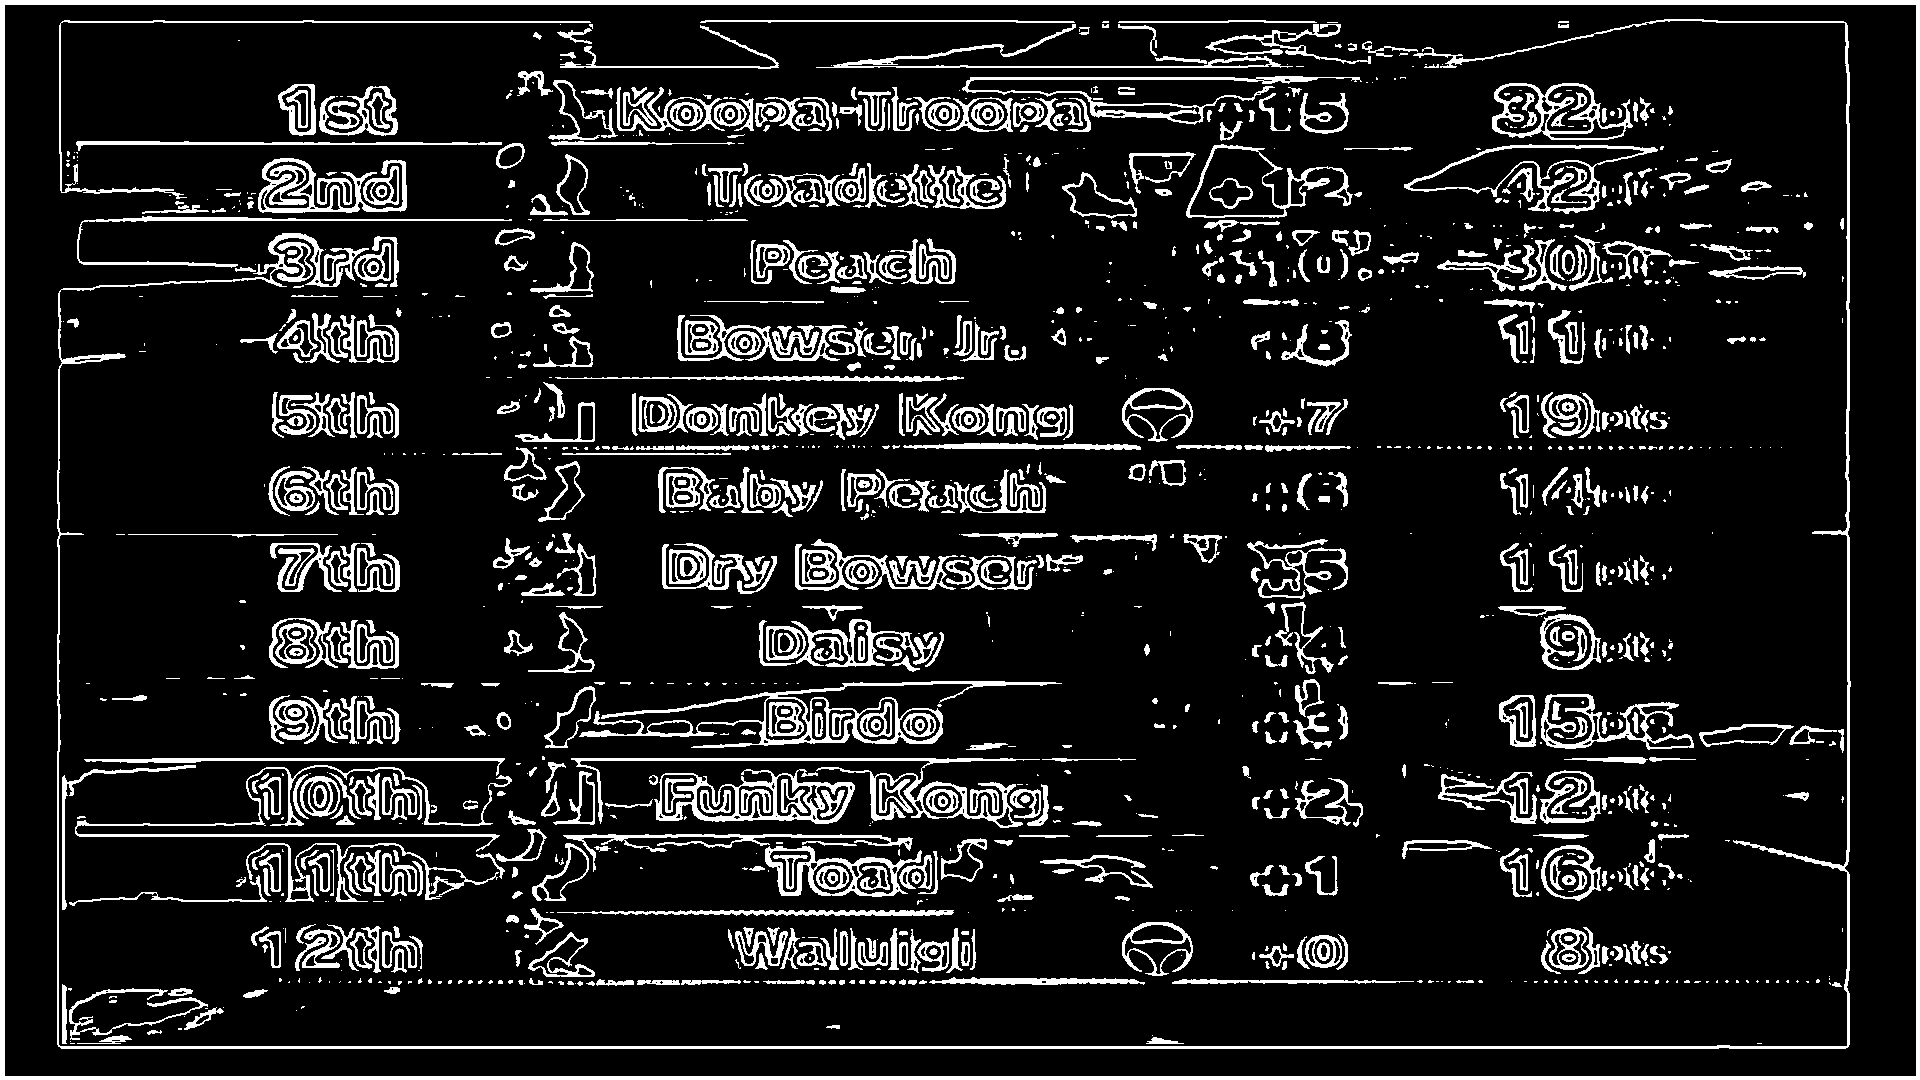 1st Koopa Troopa +15 32pts
2nd Toadette +12 42pts
3rd Peach +10 30pts
4th Bowser Jr. +8 11pts
5th Donkey Kong +7 19pts
6th Baby Peach +6 14pts
7th Dry Bowser +5 11pts
8th Daisy +4 9pts
9th Birdo +3 15pts
10th Funky Kong +2 12pts
11th Toad +1 16pts
12th Waluigi +0 8pts